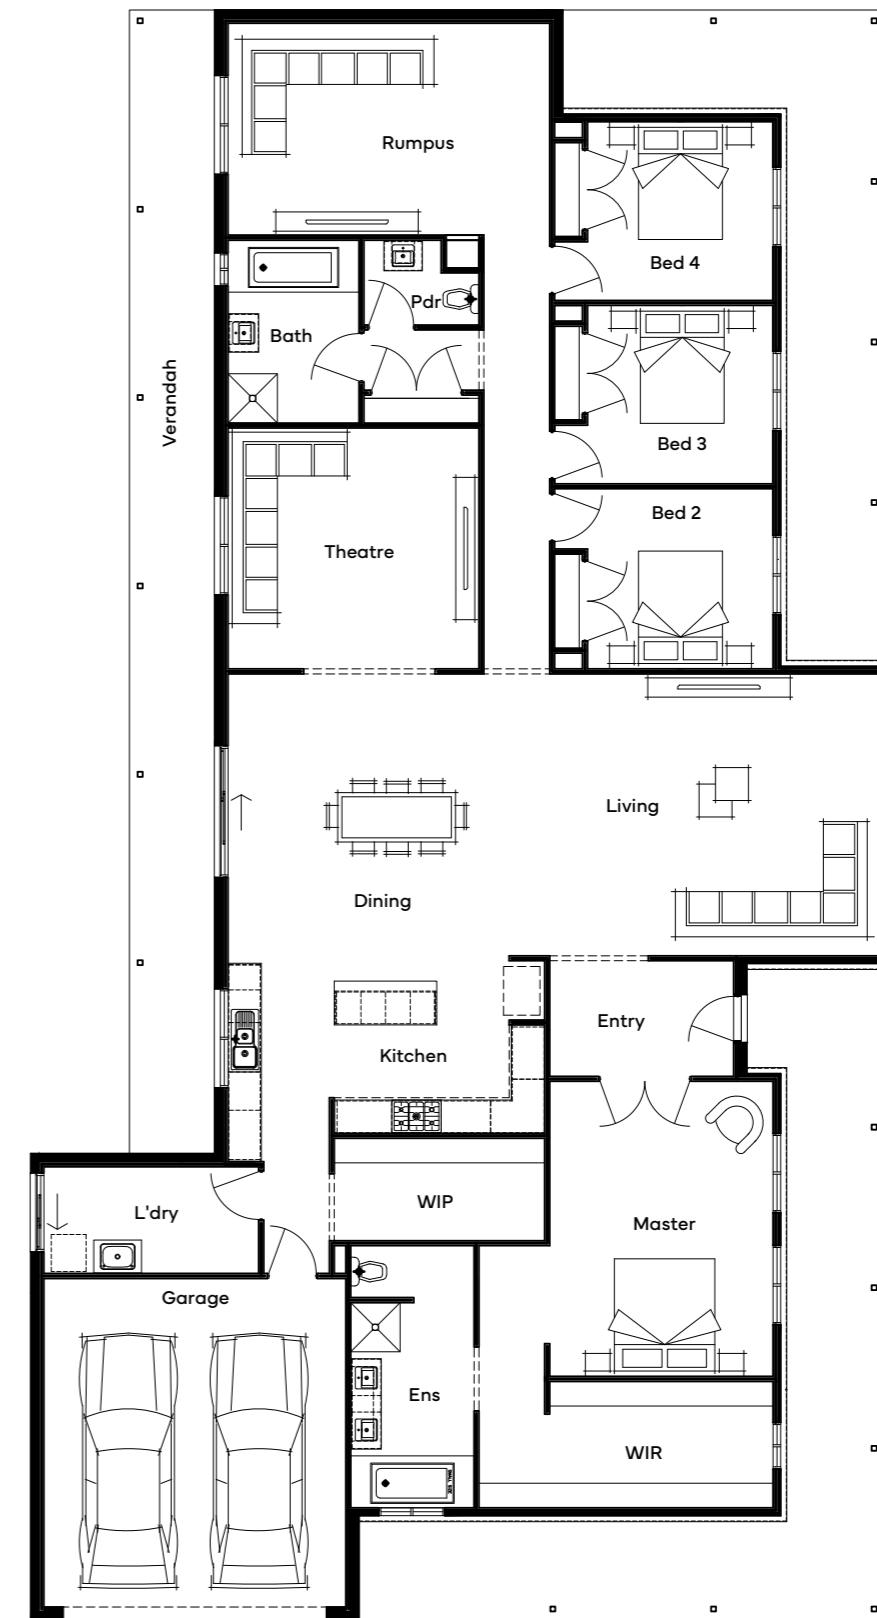 Rumpus
Bed 4
Pdr
Bath
Verandah
Bed 3
Bed 2
Theatre
Living
Dining
Entry
Kitchen
WIP
L'dry
Master
Garage
Ens
WIR